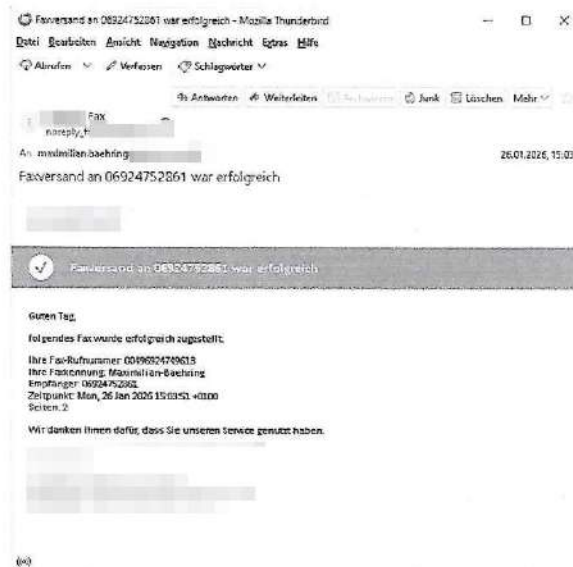 Faxversand an 06924752861 war erfolgreich - Mozilla Thunderbird
Datei Bearbeiten Ansicht Navigation Nachricht Extras Hilfe
Abrufen Verfassen Schlagwörter
Antworten Weiterleiten Archivieren Junk Löschen Mehr
Fax
noreply_f
An maximilian.baehring
26.01.2026, 15:03
Faxversand an 06924752861 war erfolgreich
Faxversand an 06924752861 war erfolgreich
Guten Tag,
folgendes Fax wurde erfolgreich zugestellt.
Ihre Fax-Rufnummer: 0049692474961
Ihre Faxkennung: Maximilian-Baehring
Empfänger: 06924752861
Zeitpunkt: Mon, 26 Jan 2026 15:03:51 +0100
Seiten: 2
Wir danken Ihnen dafür, dass Sie unseren Service genutzt haben.